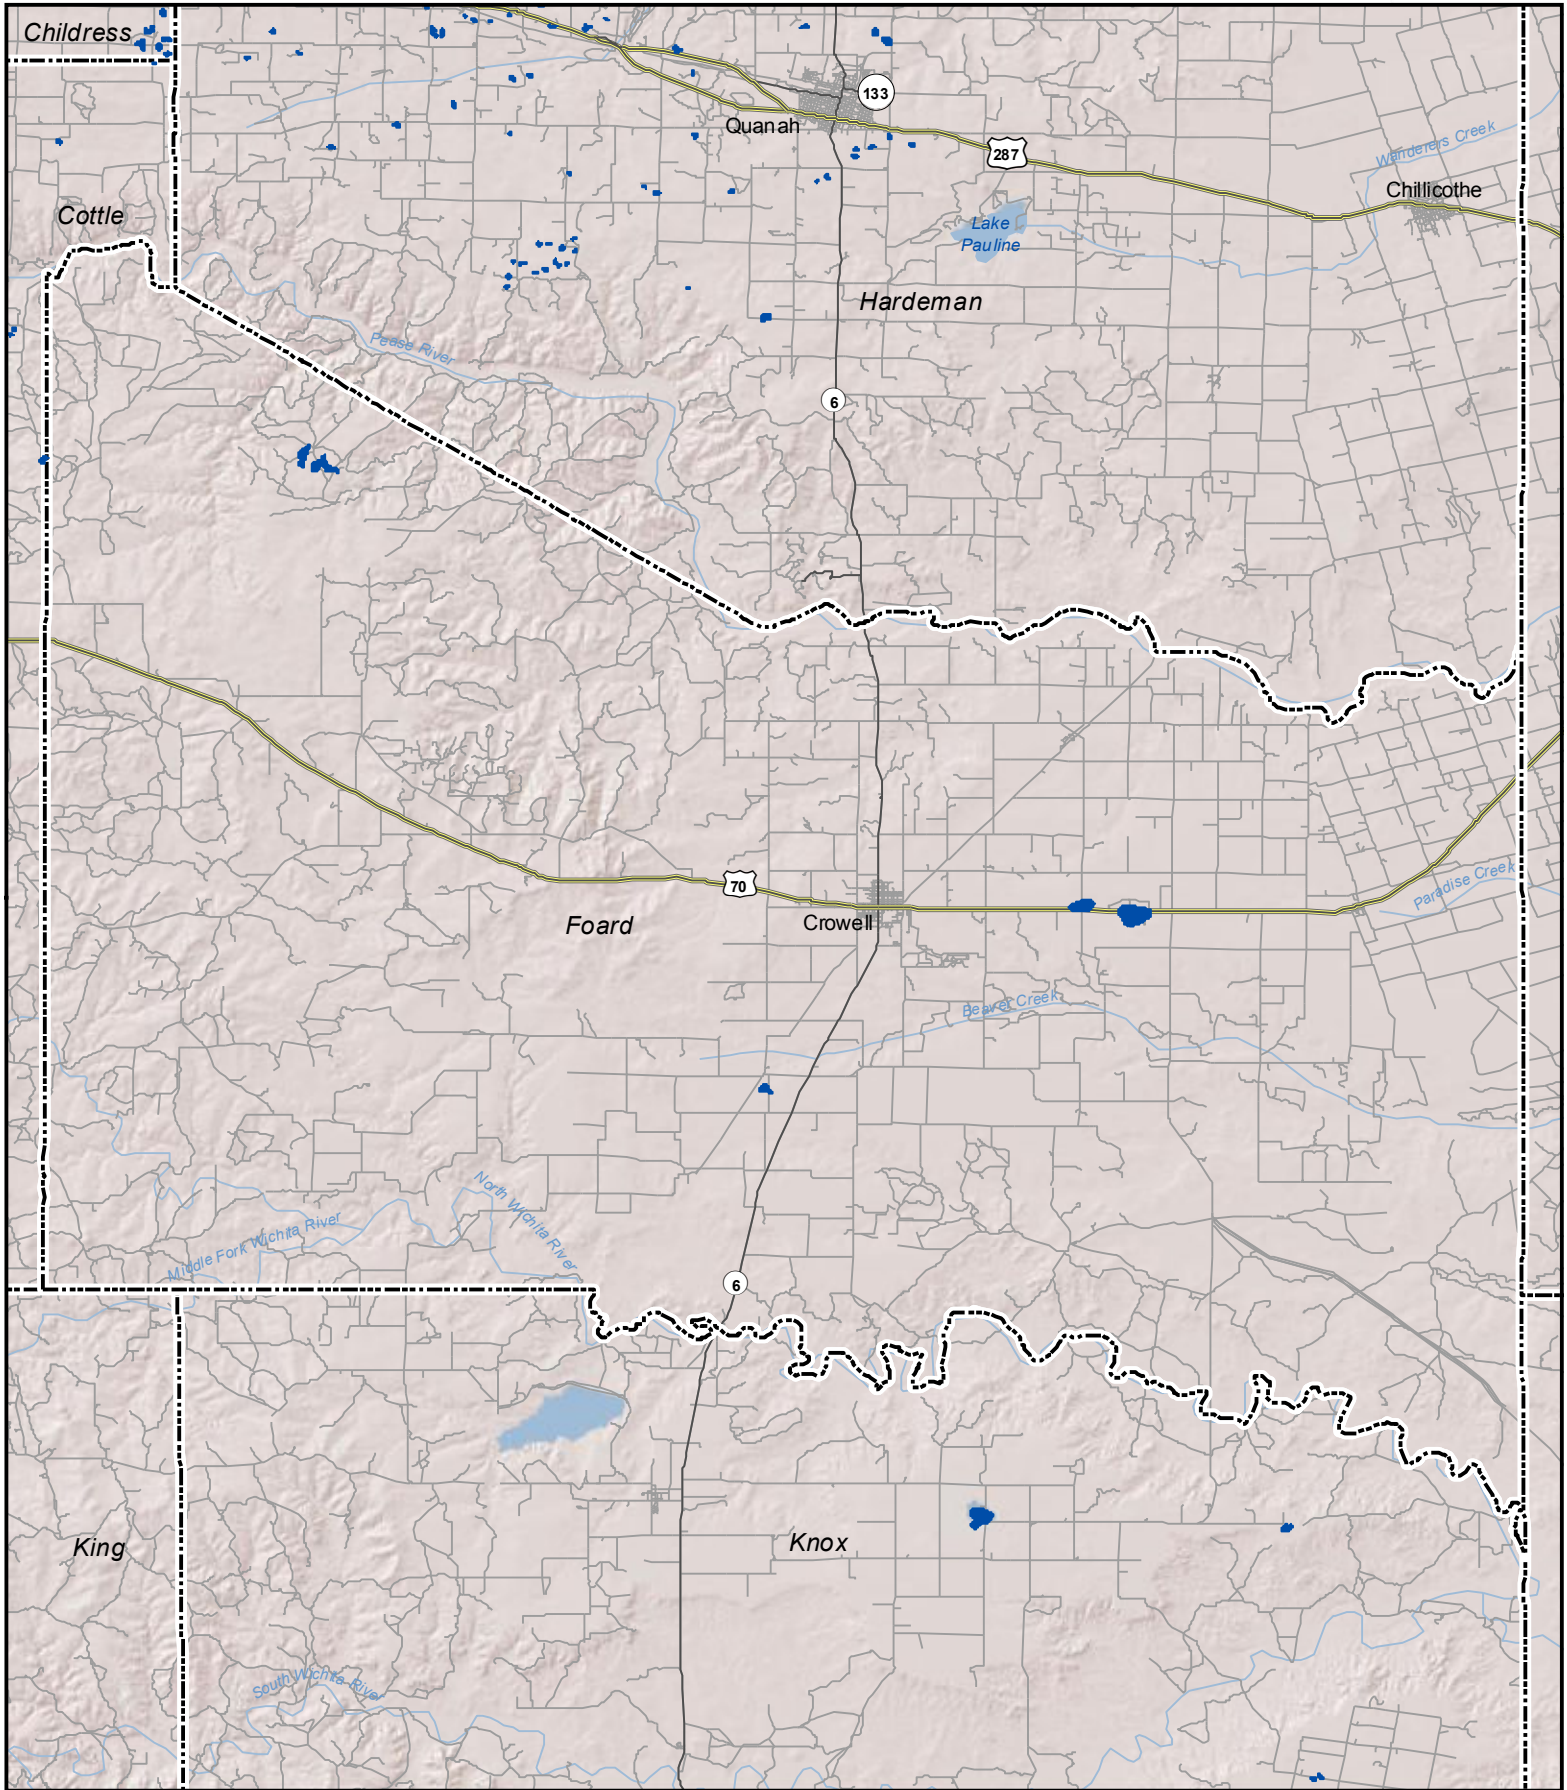 Childress
133
Quanah
287
Wanderers Creek
Chillicothe
Cottle
Lake
Pauline
Hardeman
Pease River
6
70
Paradise Creek
Foard
Crowell
Beaver Creek
North Wichita River
Middle Fork Wichita River
6
King
Knox
South Wichita River